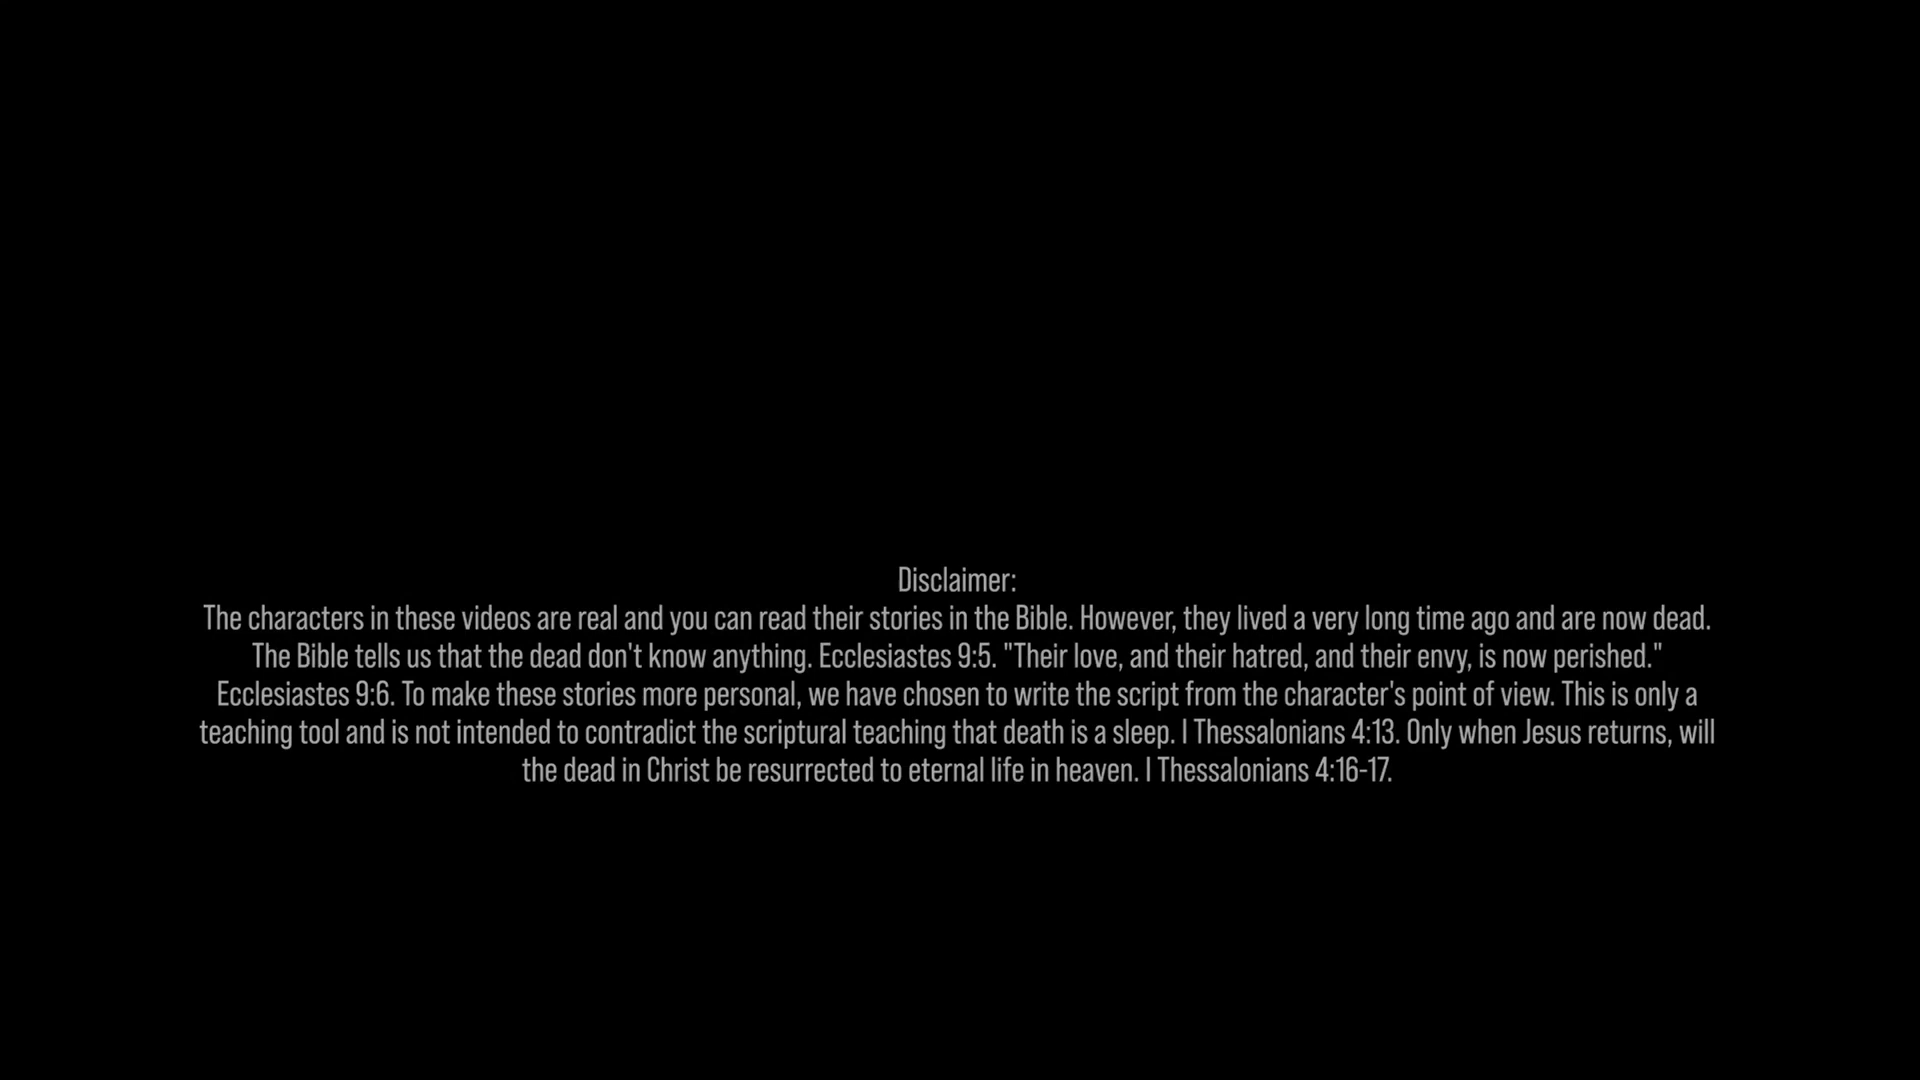 Disclaimer:
The characters in these videos are real and you can read their stories in the Bible. However, they lived a very long time ago and are now dead.
The Bible tells us that the dead don't know anything. Ecclesiastes 9:5. "Their love, and their hatred, and their envy, is now perished."
Ecclesiastes 9:6. To make these stories more personal, we have chosen to write the script from the character's point of view. This is only a
teaching tool and is not intended to contradict the scriptural teaching that death is a sleep. I Thessalonians 4:13. Only when Jesus returns, will
the dead in Christ be resurrected to eternal life in heaven. I Thessalonians 4:16-17.